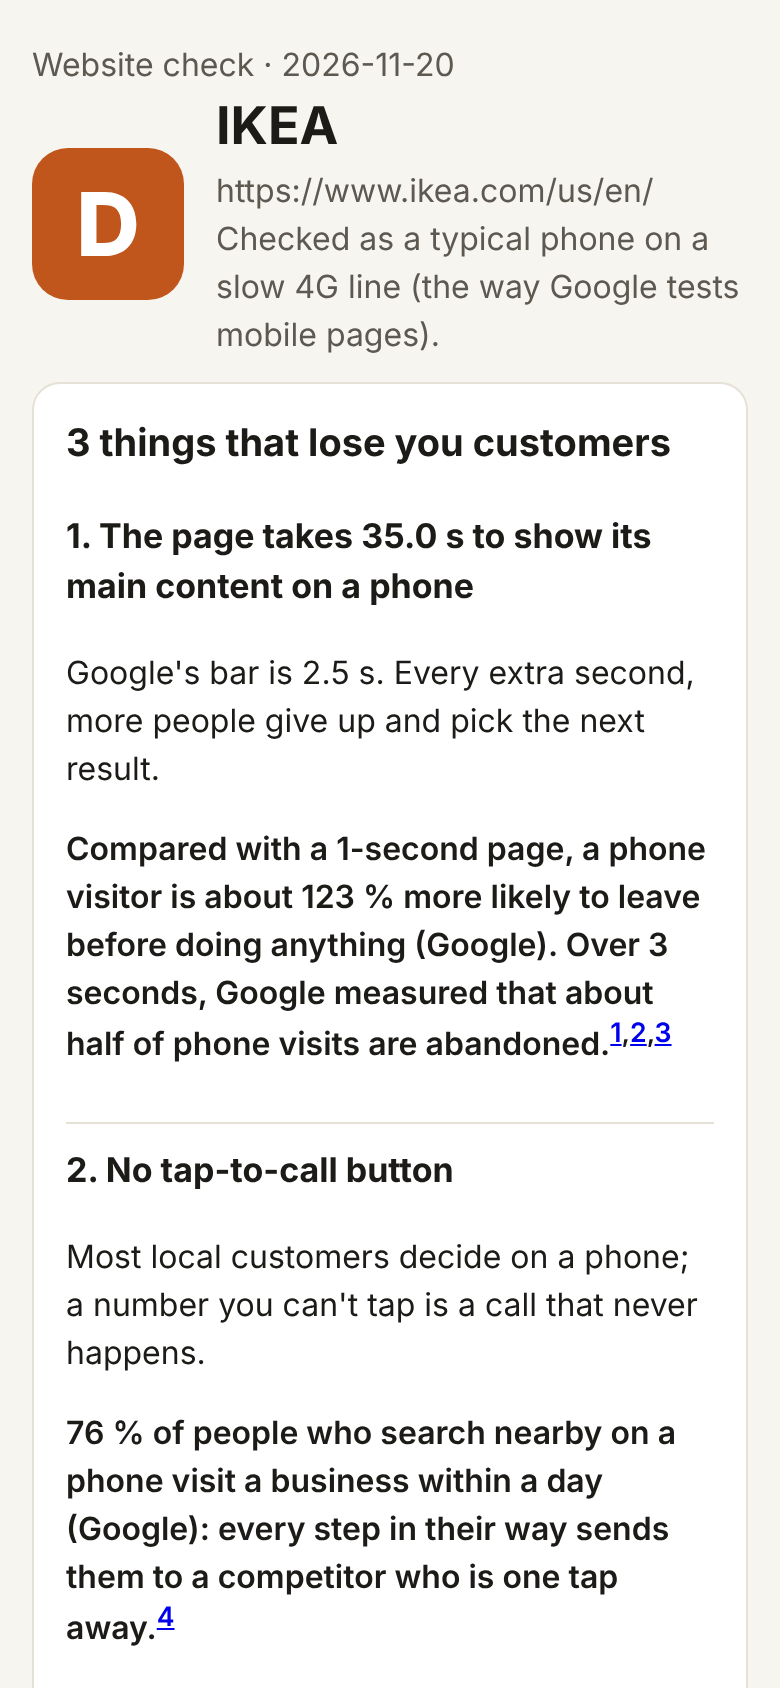 Website check · 2026-11-20
IKEA
D
https://www.ikea.com/us/en/
Checked as a typical phone on a
slow 4G line (the way Google tests
mobile pages).
3 things that lose you customers
1. The page takes 35.0 s to show its
main content on a phone
Google's bar is 2.5 s. Every extra second,
more people give up and pick the next
result.
Compared with a 1-second page, a phone
visitor is about 123 % more likely to leave
before doing anything (Google). Over 3
seconds, Google measured that about
half of phone visits are abandoned.1,2,3
2. No tap-to-call button
Most local customers decide on a phone;
a number you can't tap is a call that never
happens.
76 % of people who search nearby on a
phone visit a business within a day
(Google): every step in their way sends
them to a competitor who is one tap
away.4